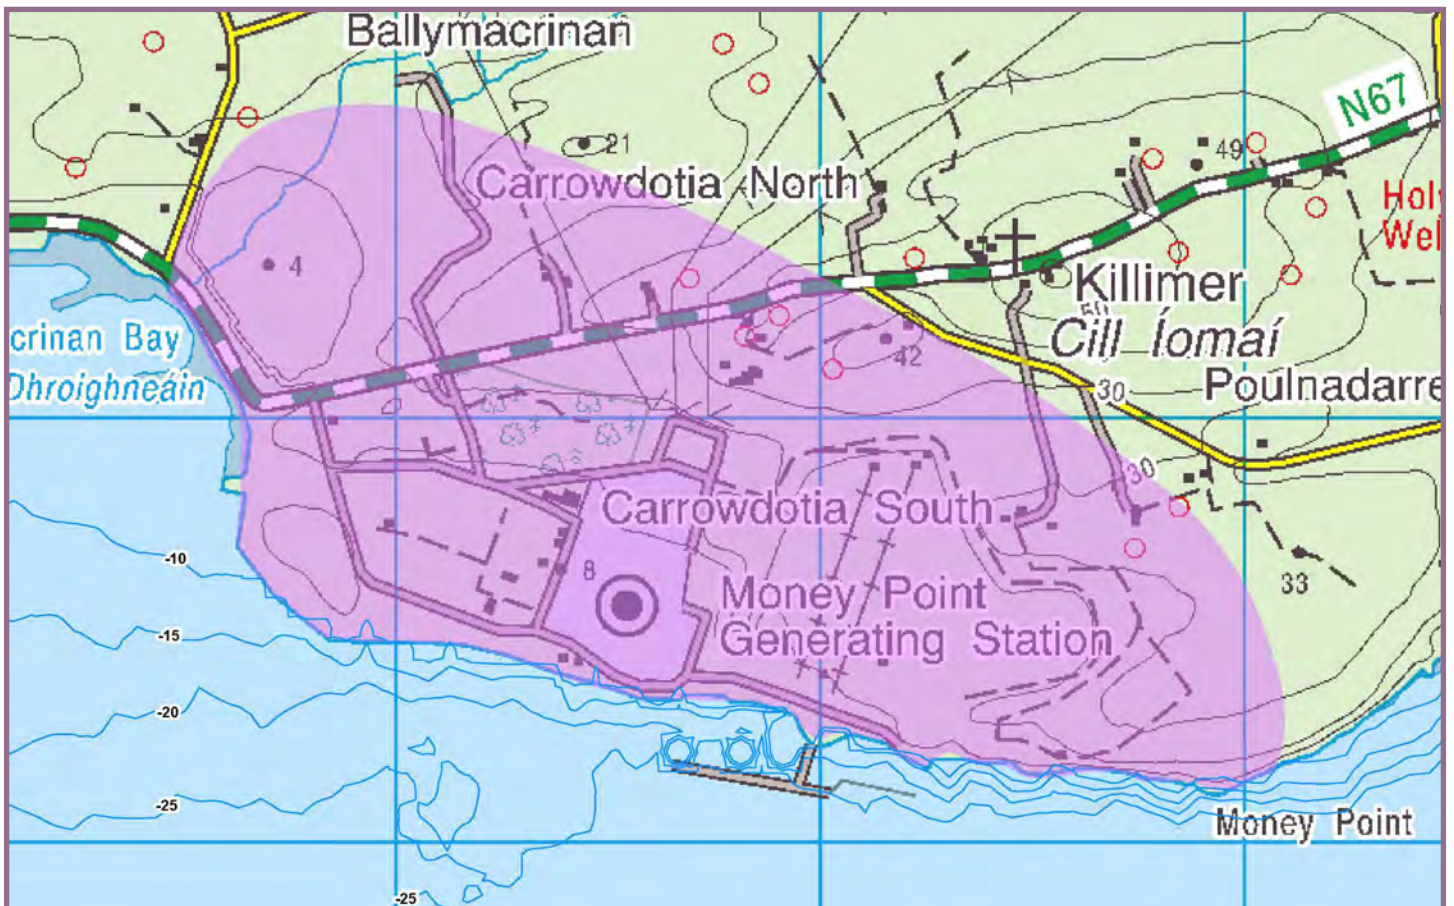 Ballymacrinan
N67
21
49
Carrowdotia North
Holy
Wel
4
Killimer
Cill Íomaí
crinan Bay
Dhroighneáin
42
30
Poulnadarre
30
Carrowdotia South
-10
8
33
Money Point
Generating Station
-15
-20
-25
Money Point
-25